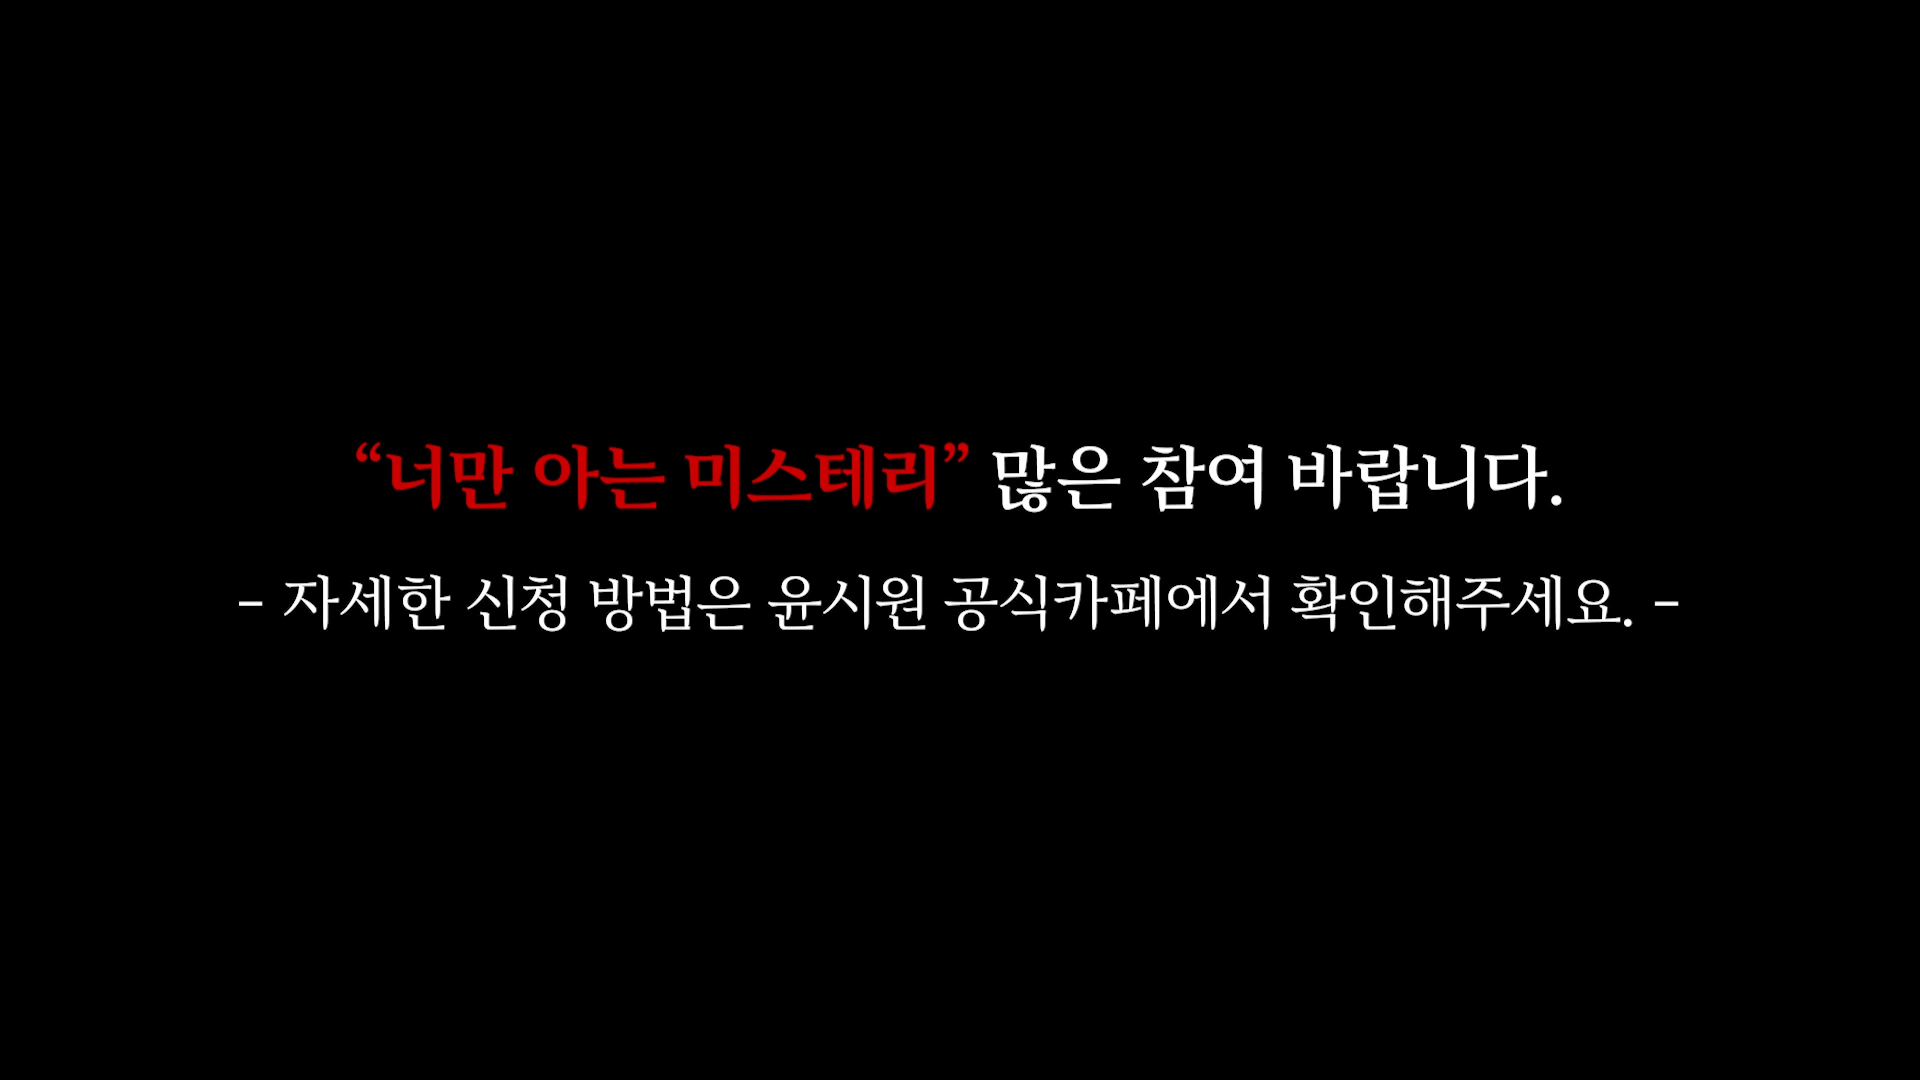 “너만 아는 미스테리” 많은 참여 바랍니다.
- 자세한 신청 방법은 윤시원 공식카페에서 확인해주세요. -